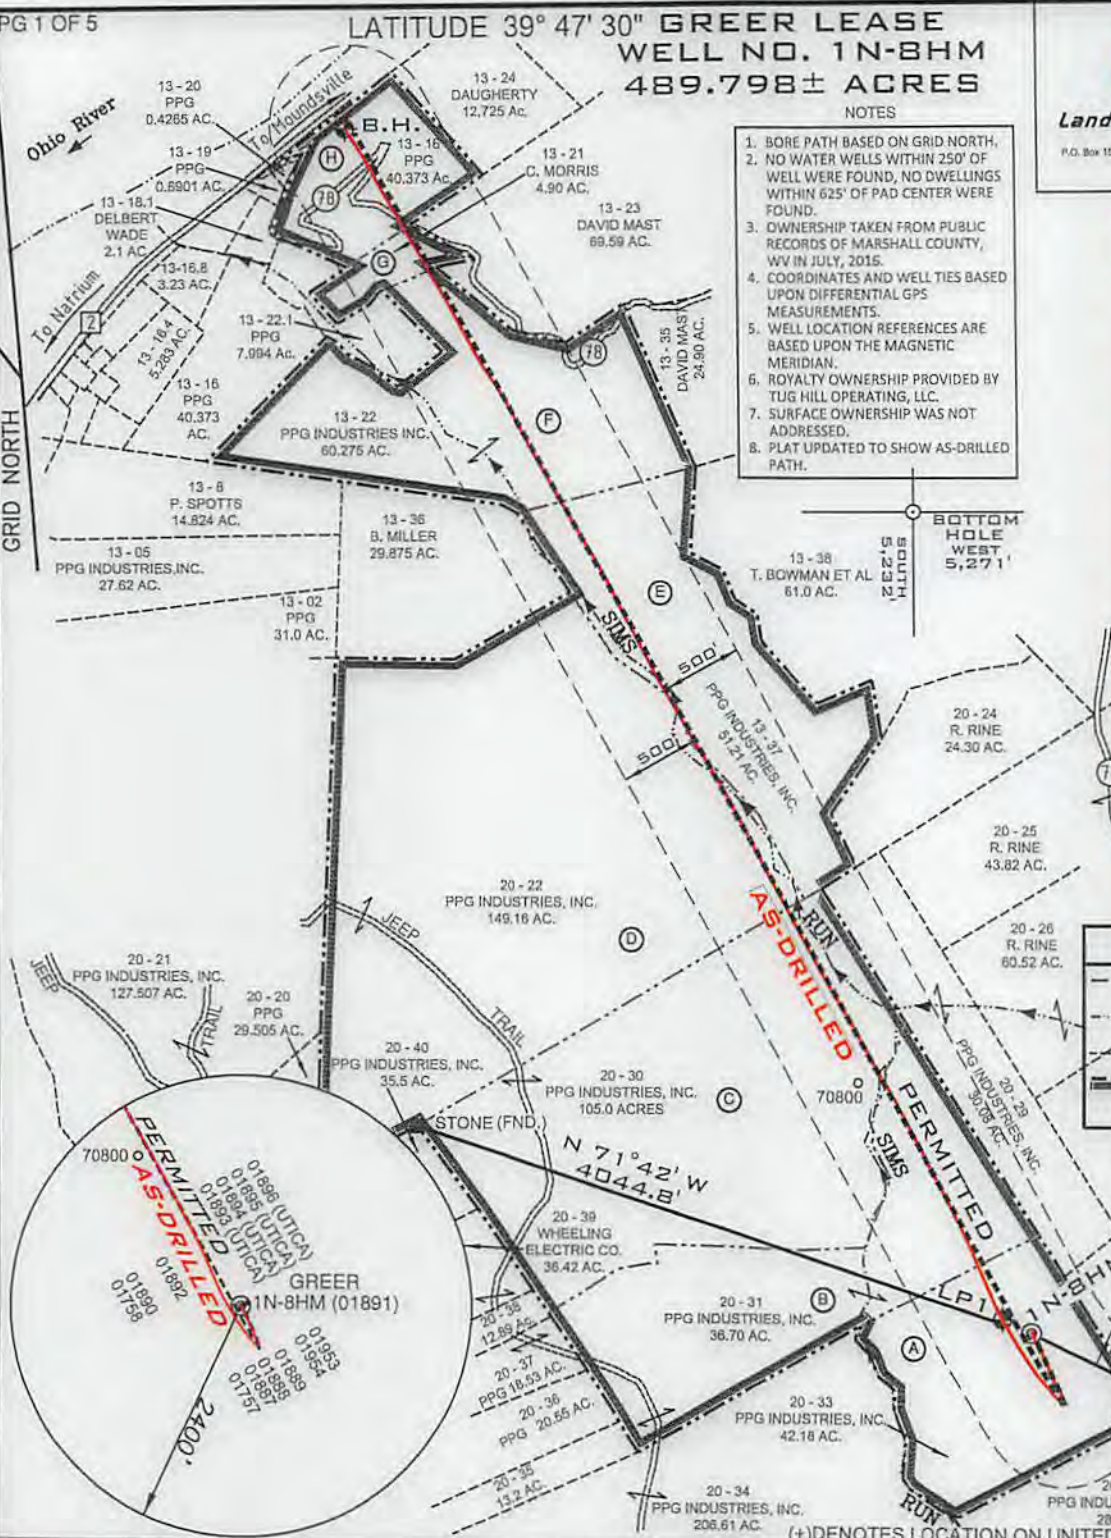 PG 1 OF 5
LATITUDE 39° 47' 30"
GREER LEASE
WELL NO. 1N-8HM
489.798± ACRES
NOTES
1. BORE PATH BASED ON GRID NORTH.
2. NO WATER WELLS WITHIN 250' OF
WELL WERE FOUND, NO DWELLINGS
WITHIN 625' OF PAD CENTER WERE
FOUND.
3. OWNERSHIP TAKEN FROM PUBLIC
RECORDS OF MARSHALL COUNTY,
WV IN JULY, 2016.
4. COORDINATES AND WELL TIES BASED
UPON DIFFERENTIAL GPS
MEASUREMENTS.
5. WELL LOCATION REFERENCES ARE
BASED UPON THE MAGNETIC
MERIDIAN.
6. ROYALTY OWNERSHIP PROVIDED BY
TUG HILL OPERATING, LLC.
7. SURFACE OWNERSHIP WAS NOT
ADDRESSED.
8. PLAT UPDATED TO SHOW AS-DRILLED
PATH.
Land
P.O. Box 15
Ohio River
To Moundsville
13 - 20
PPG
0.4265 AC.
13 - 19
PPG
0.6901 AC.
13 - 18.1
DELBERT
WADE
2.1 AC.
13-16.8
3.23 AC.
13 - 16.4
5.283 AC.
13 - 16
PPG
40.373
AC.
13 - 24
DAUGHERTY
12.725 Ac.
B.H.
13 - 16
PPG
40.373 AC.
H
78
G
13 - 21
C. MORRIS
4.90 AC.
13 - 23
DAVID MAST
69.59 AC.
13 - 35
DAVID MAST
24.90 AC.
78
To Natrium
2
13 - 22.1
PPG
7.994 Ac.
13 - 22
PPG INDUSTRIES INC.
60.275 AC.
F
GRID NORTH
13 - 8
P. SPOTTS
14.824 AC.
13 - 05
PPG INDUSTRIES,INC.
27.62 AC.
13 - 36
B. MILLER
29.875 AC.
13 - 02
PPG
31.0 AC.
BOTTOM
HOLE
WEST
5,271'
SOUTH
5,232'
13 - 38
T. BOWMAN ET AL
61.0 AC.
E
SIMS
500'
500'
13 - 37
PPG INDUSTRIES, INC.
51.21 AC.
20 - 24
R. RINE
24.30 AC.
20 - 25
R. RINE
43.82 AC.
20 - 26
R. RINE
60.52 AC.
20 - 22
PPG INDUSTRIES, INC.
149.16 AC.
D
JEEP
TRAIL
AS-DRILLED
RUN
20 - 29
PPG INDUSTRIES, INC.
30.08 AC.
JEEP
TRAIL
20 - 21
PPG INDUSTRIES, INC.
127.507 AC.
20 - 20
PPG
29.505 AC.
20 - 40
PPG INDUSTRIES, INC.
35.5 AC.
STONE (FND.)
20 - 30
PPG INDUSTRIES, INC.
105.0 ACRES
C
70800
SIMS
PERMITTED
N 71°42' W
4044.8'
20 - 39
WHEELING
ELECTRIC CO.
36.42 AC.
20 - 31
PPG INDUSTRIES, INC.
36.70 AC.
B
LP1
1N-8HM
A
20 - 38
12.89 Ac.
20 - 37
PPG 16.53 AC.
20 - 36
PPG 20.55 AC.
20 - 35
13.2 AC.
20 - 33
PPG INDUSTRIES, INC.
42.18 AC.
20 - 34
PPG INDUSTRIES, INC.
206.61 AC.
RUN
PPG INDU
(+)DENOTES LOCATION ON UNITE
70800
PERMITTED
AS-DRILLED
01896 (UTICA)
01895 (UTICA)
01894 (UTICA)
01893 (UTICA)
01892
01890
01758
GREER
1N-8HM (01891)
01953
01954
01889
01888
01887
01757
2400'